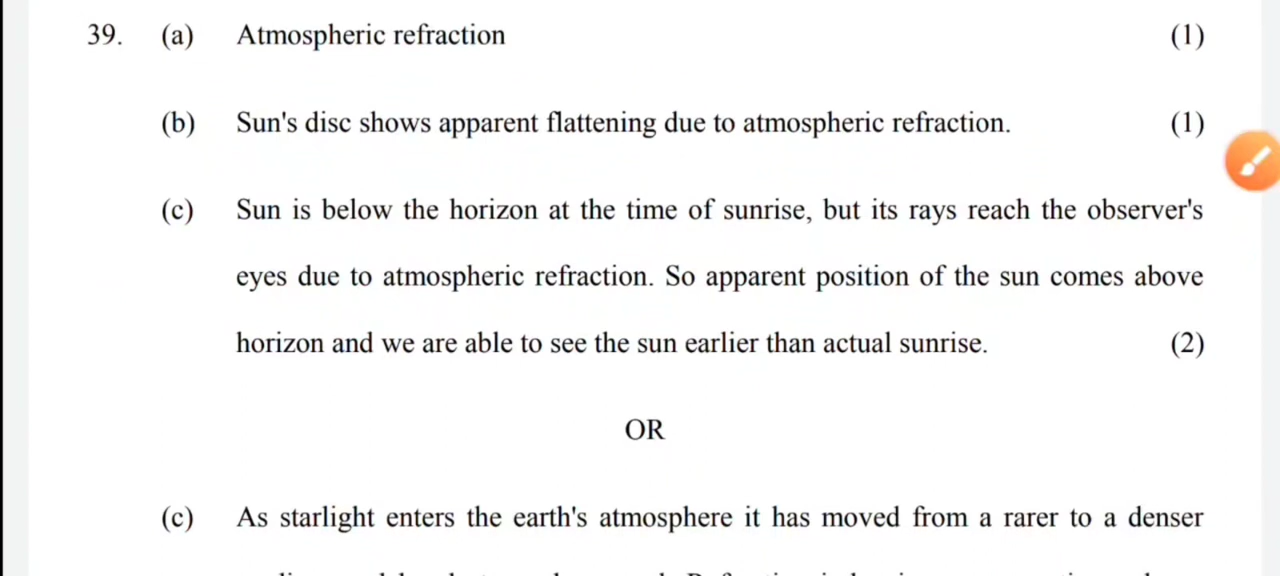 39. (a) Atmospheric refraction (1)
(b) Sun's disc shows apparent flattening due to atmospheric refraction. (1)
(c) Sun is below the horizon at the time of sunrise, but its rays reach the observer's
eyes due to atmospheric refraction. So apparent position of the sun comes above
horizon and we are able to see the sun earlier than actual sunrise. (2)
OR
(c) As starlight enters the earth's atmosphere it has moved from a rarer to a denser